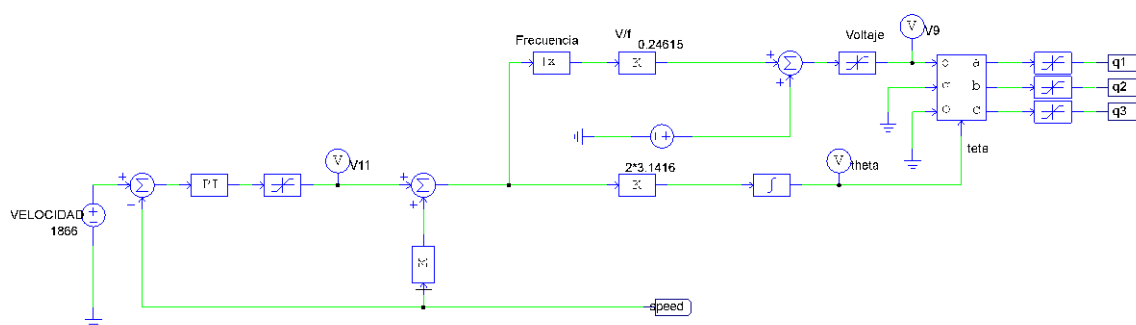 Frecuencia
V/f
0.24615
Voltaje
V
V9
|x|
K
Σ
d
a
q1
q
b
q2
o
c
q3
teta
V
V11
2*3.1416
V
theta
Σ
PI
Σ
K
∫
VELOCIDAD
1866
K
speed